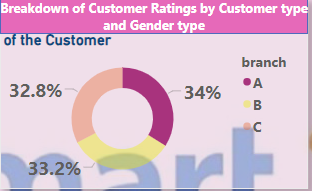 Breakdown of Customer Ratings by Customer type
and Gender type
of the Customer
branch
32.8%
34%
A
B
C
33.2%
mart